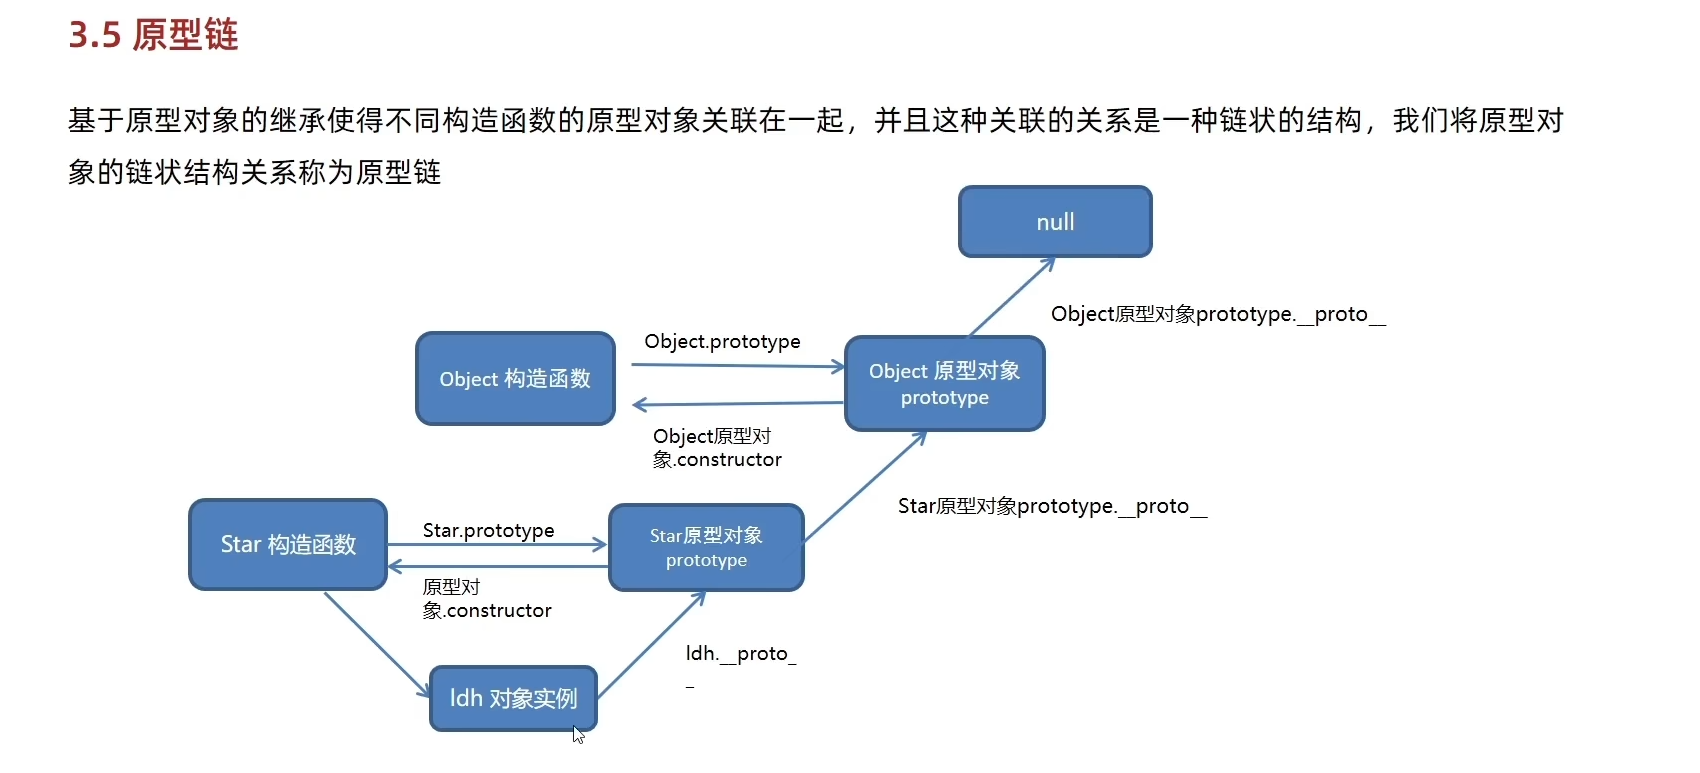 3.5 原型链
基于原型对象的继承使得不同构造函数的原型对象关联在一起，并且这种关联的关系是一种链状的结构，我们将原型对
象的链状结构关系称为原型链
null
Object原型对象prototype.__proto__
Object.prototype
Object 构造函数
Object 原型对象
prototype
Object原型对
象.constructor
Star原型对象prototype.__proto__
Star 构造函数
Star.prototype
Star原型对象
prototype
原型对
象.constructor
ldh.__proto_
_
ldh 对象实例